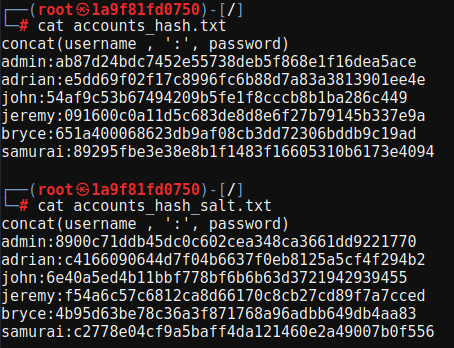 ┌──(root㉿1a9f81fd0750)-[/]
└─# cat accounts_hash.txt
concat(username , ':', password)
admin:ab87d24bdc7452e55738deb5f868e1f16dea5ace
adrian:e5dd69f02f17c8996fc6b88d7a83a3813901ee4e
john:54af9c53b67494209b5fe1f8cccb8b1ba286c449
jeremy:091600c0a11d5c683de8d8e6f27b79145b337e9a
bryce:651a400068623db9af08cb3dd72306bddb9c19ad
samurai:89295fbe3e38e8b1f1483f16605310b6173e4094
┌──(root㉿1a9f81fd0750)-[/]
└─# cat accounts_hash_salt.txt
concat(username , ':', password)
admin:8900c71ddb45dc0c602cea348ca3661dd9221770
adrian:c4166090644d7f04b6637f0eb8125a5cf4f294b2
john:6e40a5ed4b11bbf778bf6b6b63d3721942939455
jeremy:f54a6c57c6812ca8d66170c8cb27cd89f7a7cced
bryce:4b95d63be78c36a3f871768a96adbb649db4aa83
samurai:c2778e04cf9a5baff4da121460e2a49007b0f556